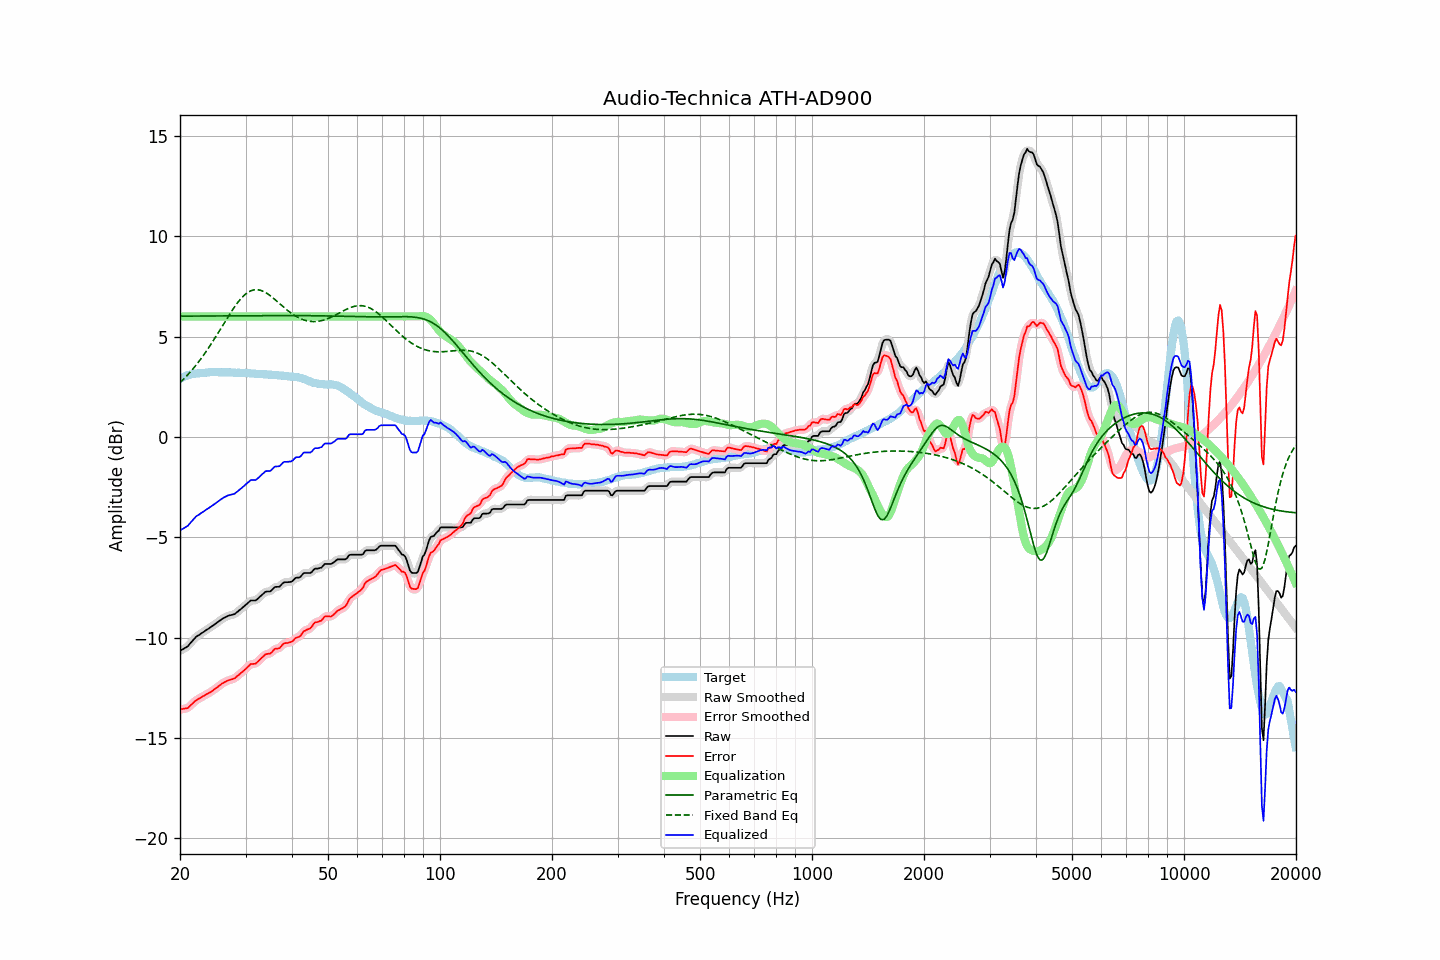 Audio-Technica ATH-AD900
15
10
5
0
−5
−10
−15
−20
Amplitude (dBr)
20
50
100
200
500
1000
2000
5000
10000
20000
Frequency (Hz)
Target
Raw Smoothed
Error Smoothed
Raw
Error
Equalization
Parametric Eq
Fixed Band Eq
Equalized